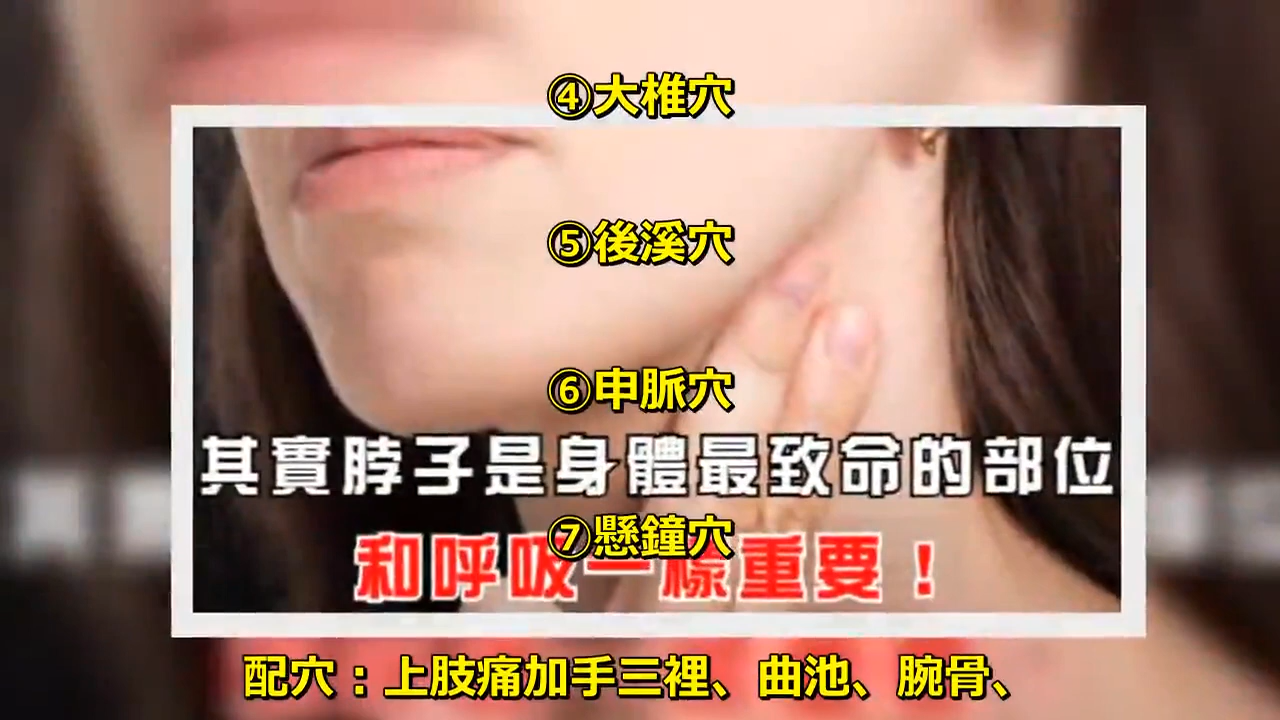 ④大椎穴
⑤後溪穴
⑥申脈穴
其實脖子是身體最致命的部位
⑦懸鐘穴
和呼吸一樣重要！
配穴：上肢痛加手三裡、曲池、腕骨、